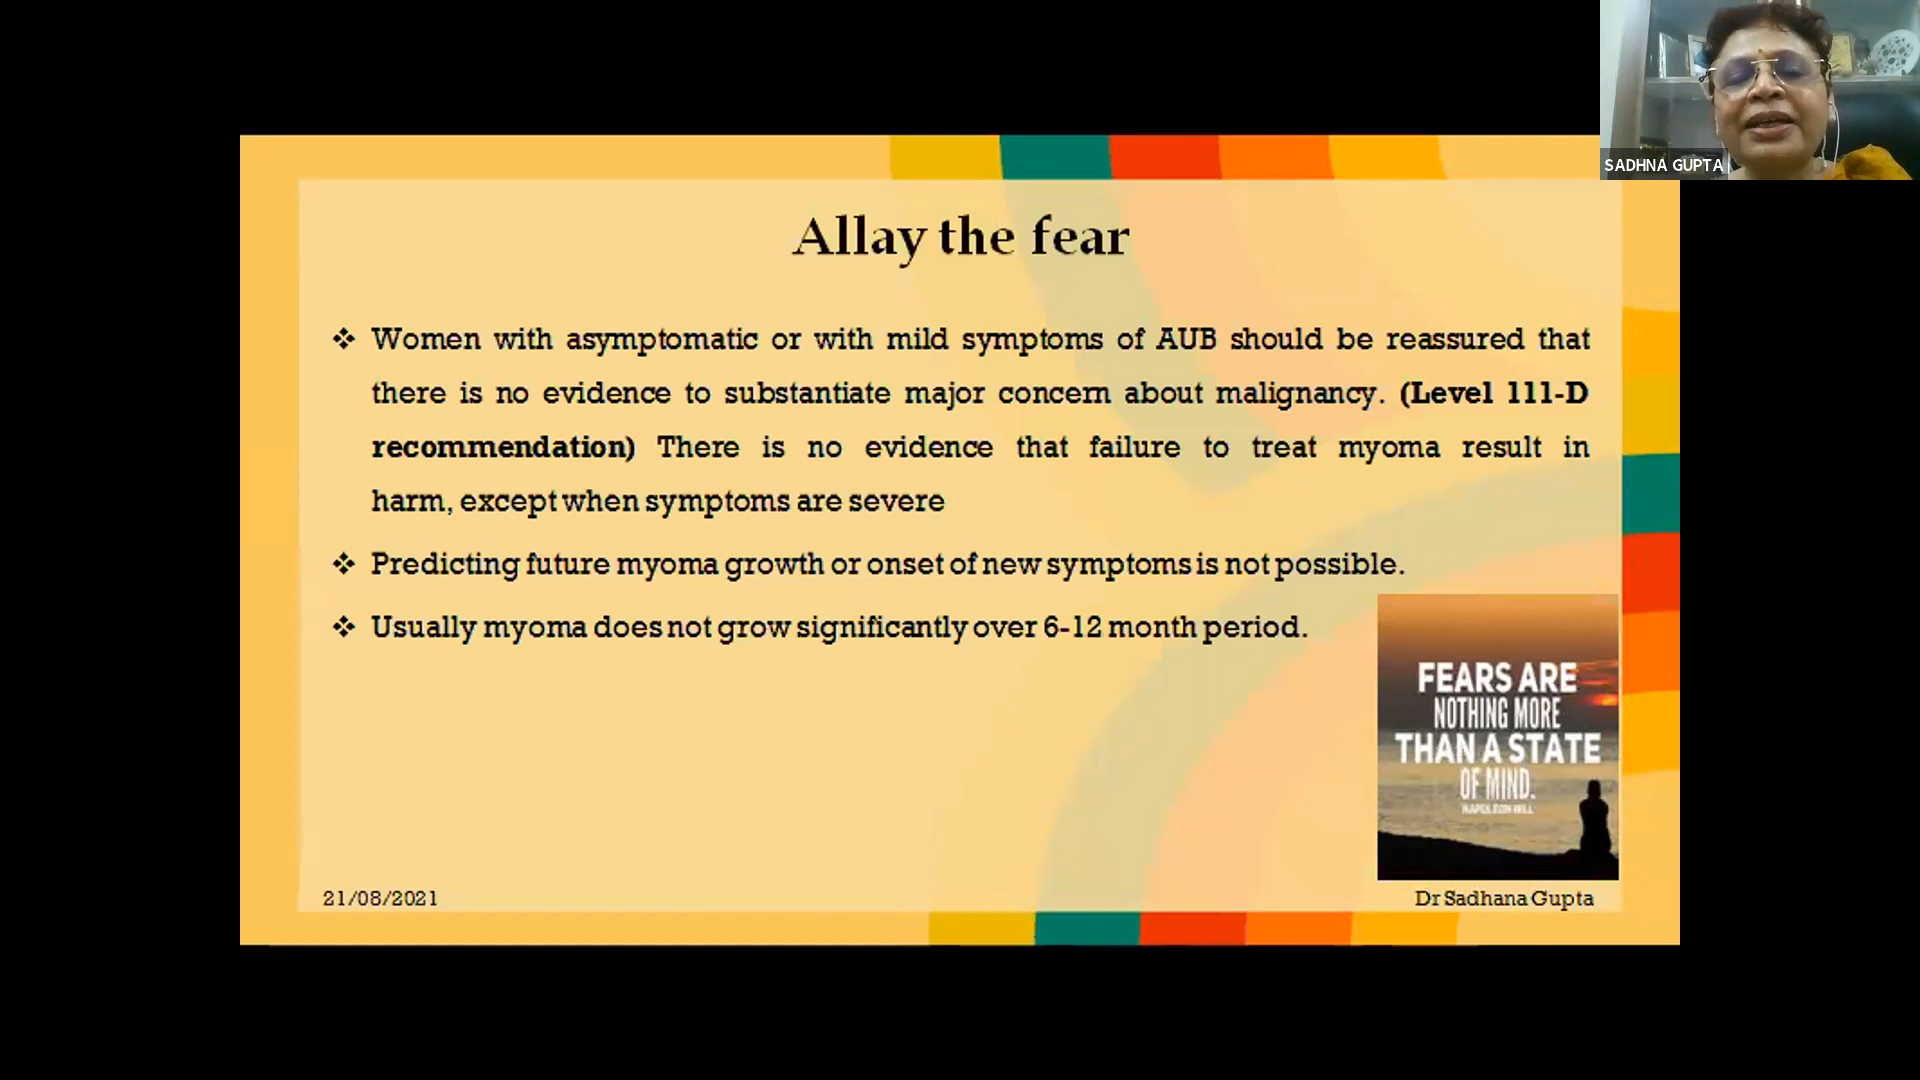 SADHNA GUPTA
Allay the fear
❖ Women with asymptomatic or with mild symptoms of AUB should be reassured that
there is no evidence to substantiate major concern about malignancy. (Level 111-D
recommendation) There is no evidence that failure to treat myoma result in
harm, except when symptoms are severe
❖ Predicting future myoma growth or onset of new symptoms is not possible.
❖ Usually myoma does not grow significantly over 6-12 month period.
FEARS ARE
NOTHING MORE
THAN A STATE
OF MIND.
NAPOLEON HILL
21/08/2021
Dr Sadhana Gupta